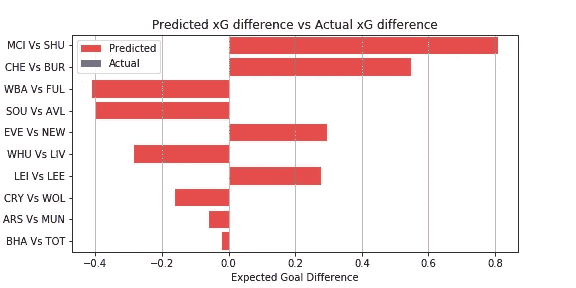 Predicted xG difference vs Actual xG difference
Predicted
Actual
MCI Vs SHU
CHE Vs BUR
WBA Vs FUL
SOU Vs AVL
EVE Vs NEW
WHU Vs LIV
LEI Vs LEE
CRY Vs WOL
ARS Vs MUN
BHA Vs TOT
−0.4 −0.2 0.0 0.2 0.4 0.6 0.8
Expected Goal Difference